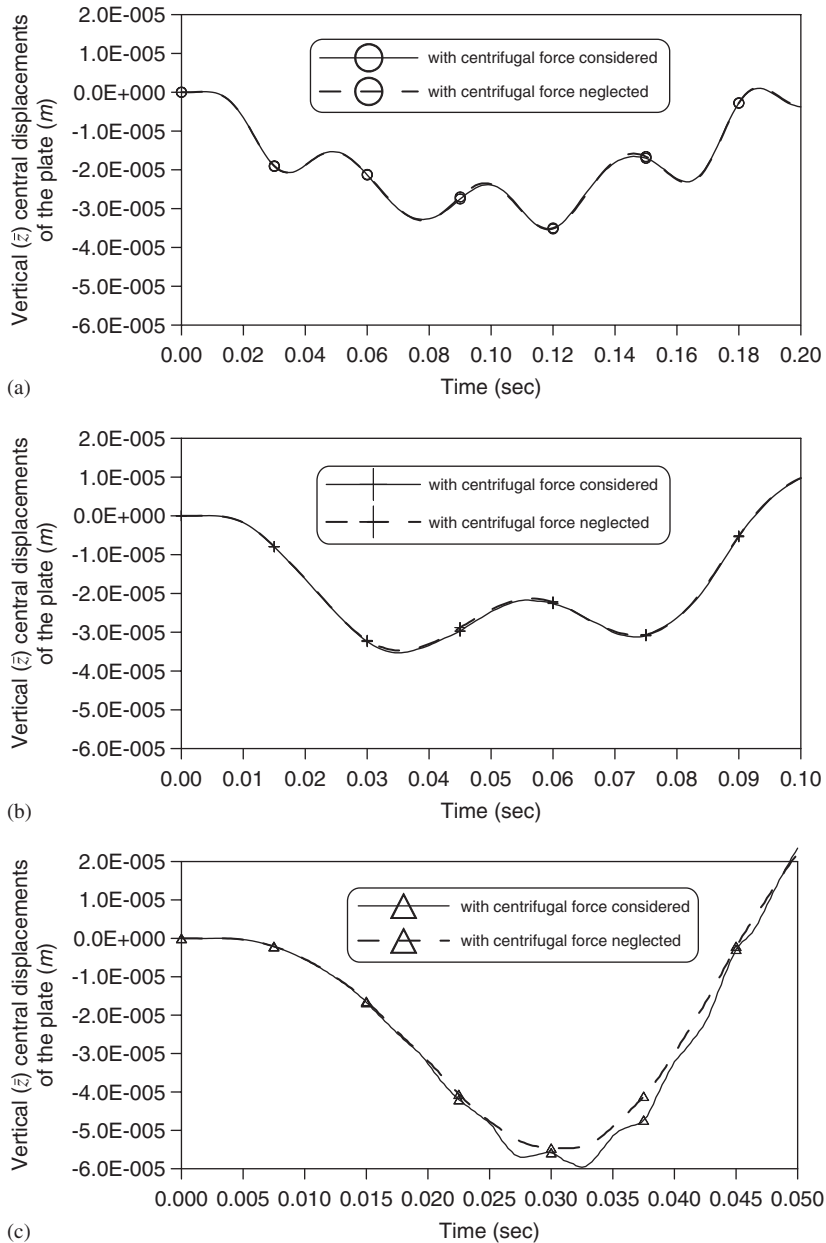 Vertical (z̄) central displacements
of the plate (m)
2.0E-005
1.0E-005
0.0E+000
-1.0E-005
-2.0E-005
-3.0E-005
-4.0E-005
-5.0E-005
-6.0E-005
with centrifugal force considered
with centrifugal force neglected
0.00 0.02 0.04 0.06 0.08 0.10 0.12 0.14 0.16 0.18 0.20
Time (sec)
(a)
Vertical (z̄) central displacements
of the plate (m)
2.0E-005
1.0E-005
0.0E+000
-1.0E-005
-2.0E-005
-3.0E-005
-4.0E-005
-5.0E-005
-6.0E-005
with centrifugal force considered
with centrifugal force neglected
0.00 0.01 0.02 0.03 0.04 0.05 0.06 0.07 0.08 0.09 0.10
Time (sec)
(b)
Vertical (z̄) central displacements
of the plate (m)
2.0E-005
1.0E-005
0.0E+000
-1.0E-005
-2.0E-005
-3.0E-005
-4.0E-005
-5.0E-005
-6.0E-005
with centrifugal force considered
with centrifugal force neglected
0.000 0.005 0.010 0.015 0.020 0.025 0.030 0.035 0.040 0.045 0.050
Time (sec)
(c)